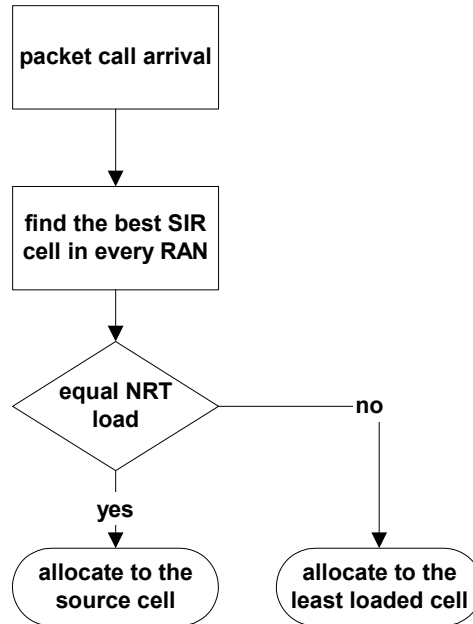 packet call arrival
find the best SIR
cell in every RAN
equal NRT
load
no
yes
allocate to the
source cell
allocate to the
least loaded cell